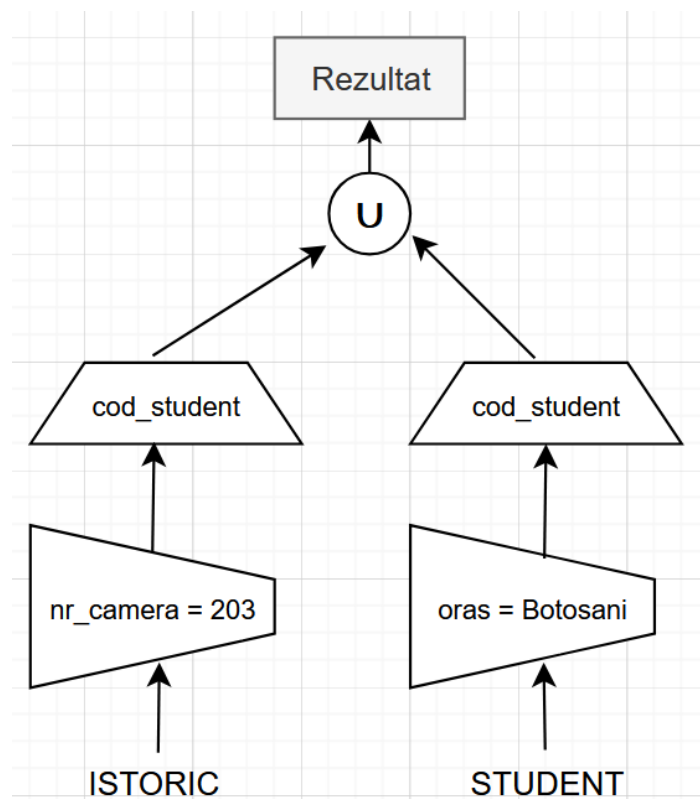 Rezultat
U
cod_student
cod_student
nr_camera = 203
oras = Botosani
ISTORIC
STUDENT